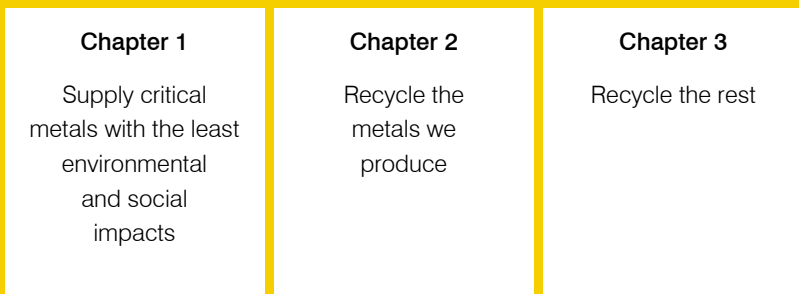 Chapter 1
Supply critical
metals with the least
environmental
and social
impacts
Chapter 2
Recycle the
metals we
produce
Chapter 3
Recycle the rest